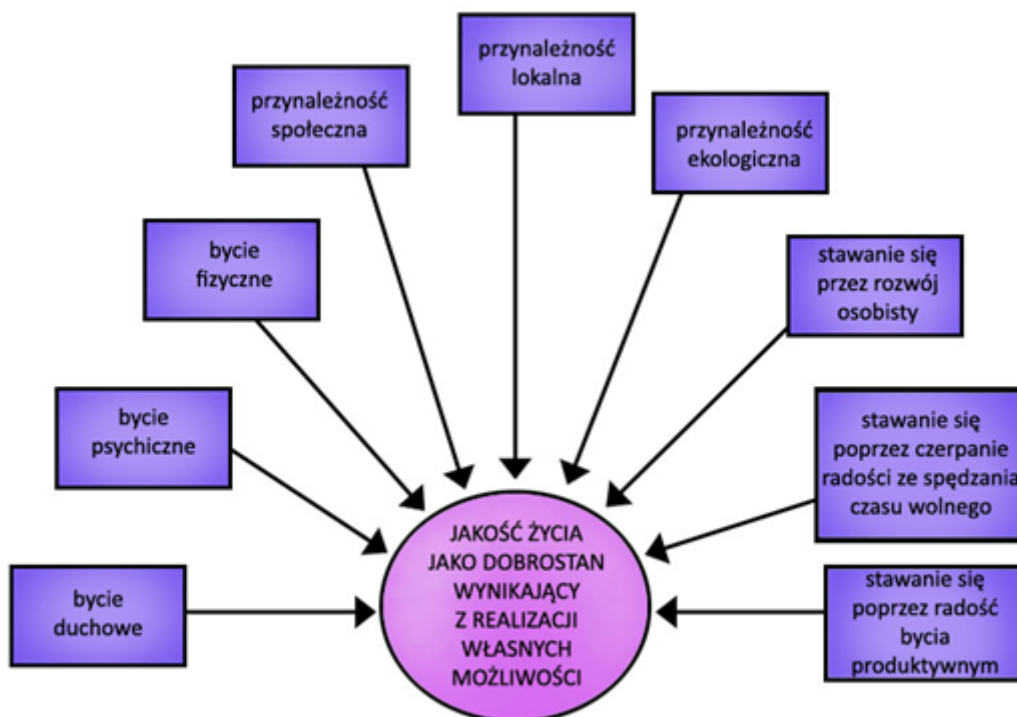 przynależność
lokalna
przynależność
społeczna
przynależność
ekologiczna
bycie
fizyczne
stawanie się
przez rozwój
osobisty
bycie
psychiczne
stawanie się
poprzez czerpanie
radości ze spędzania
czasu wolnego
bycie
duchowe
JAKOŚĆ ŻYCIA
JAKO DOBROSTAN
WYNIKAJĄCY
Z REALIZACJI
WŁASNYCH
MOŻLIWOŚCI
stawanie się
poprzez radość
bycia
produktywnym